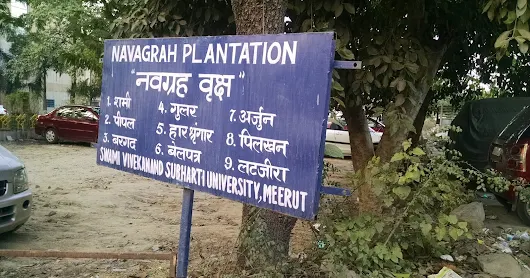 NAVAGRAH PLANTATION
"नवग्रह वृक्ष"
1. शमी
2. पीपल
3. बरगद
4. गुलर
5. हार श्रृंगार
6. बेलपत्र
7. अर्जुन
8. पिलखन
9. लटजीरा
SWAMI VIVEKANAND SUBHARTI UNIVERSITY, MEERUT